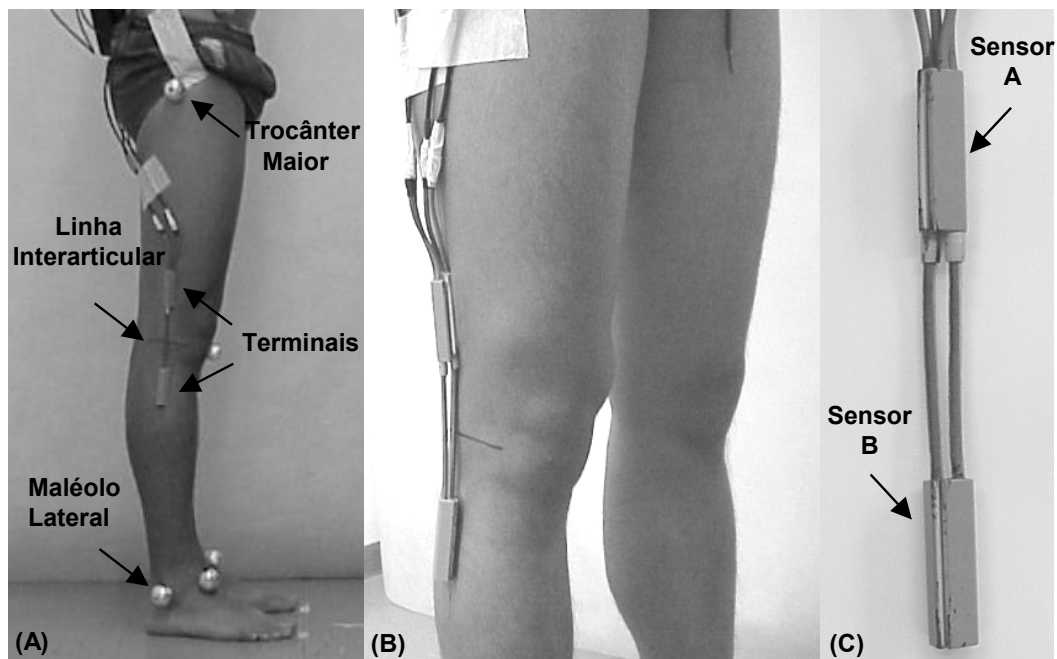 Trocânter
Maior
Linha
Interarticular
Terminais
Maléolo
Lateral
(A)
(B)
Sensor
A
Sensor
B
(C)